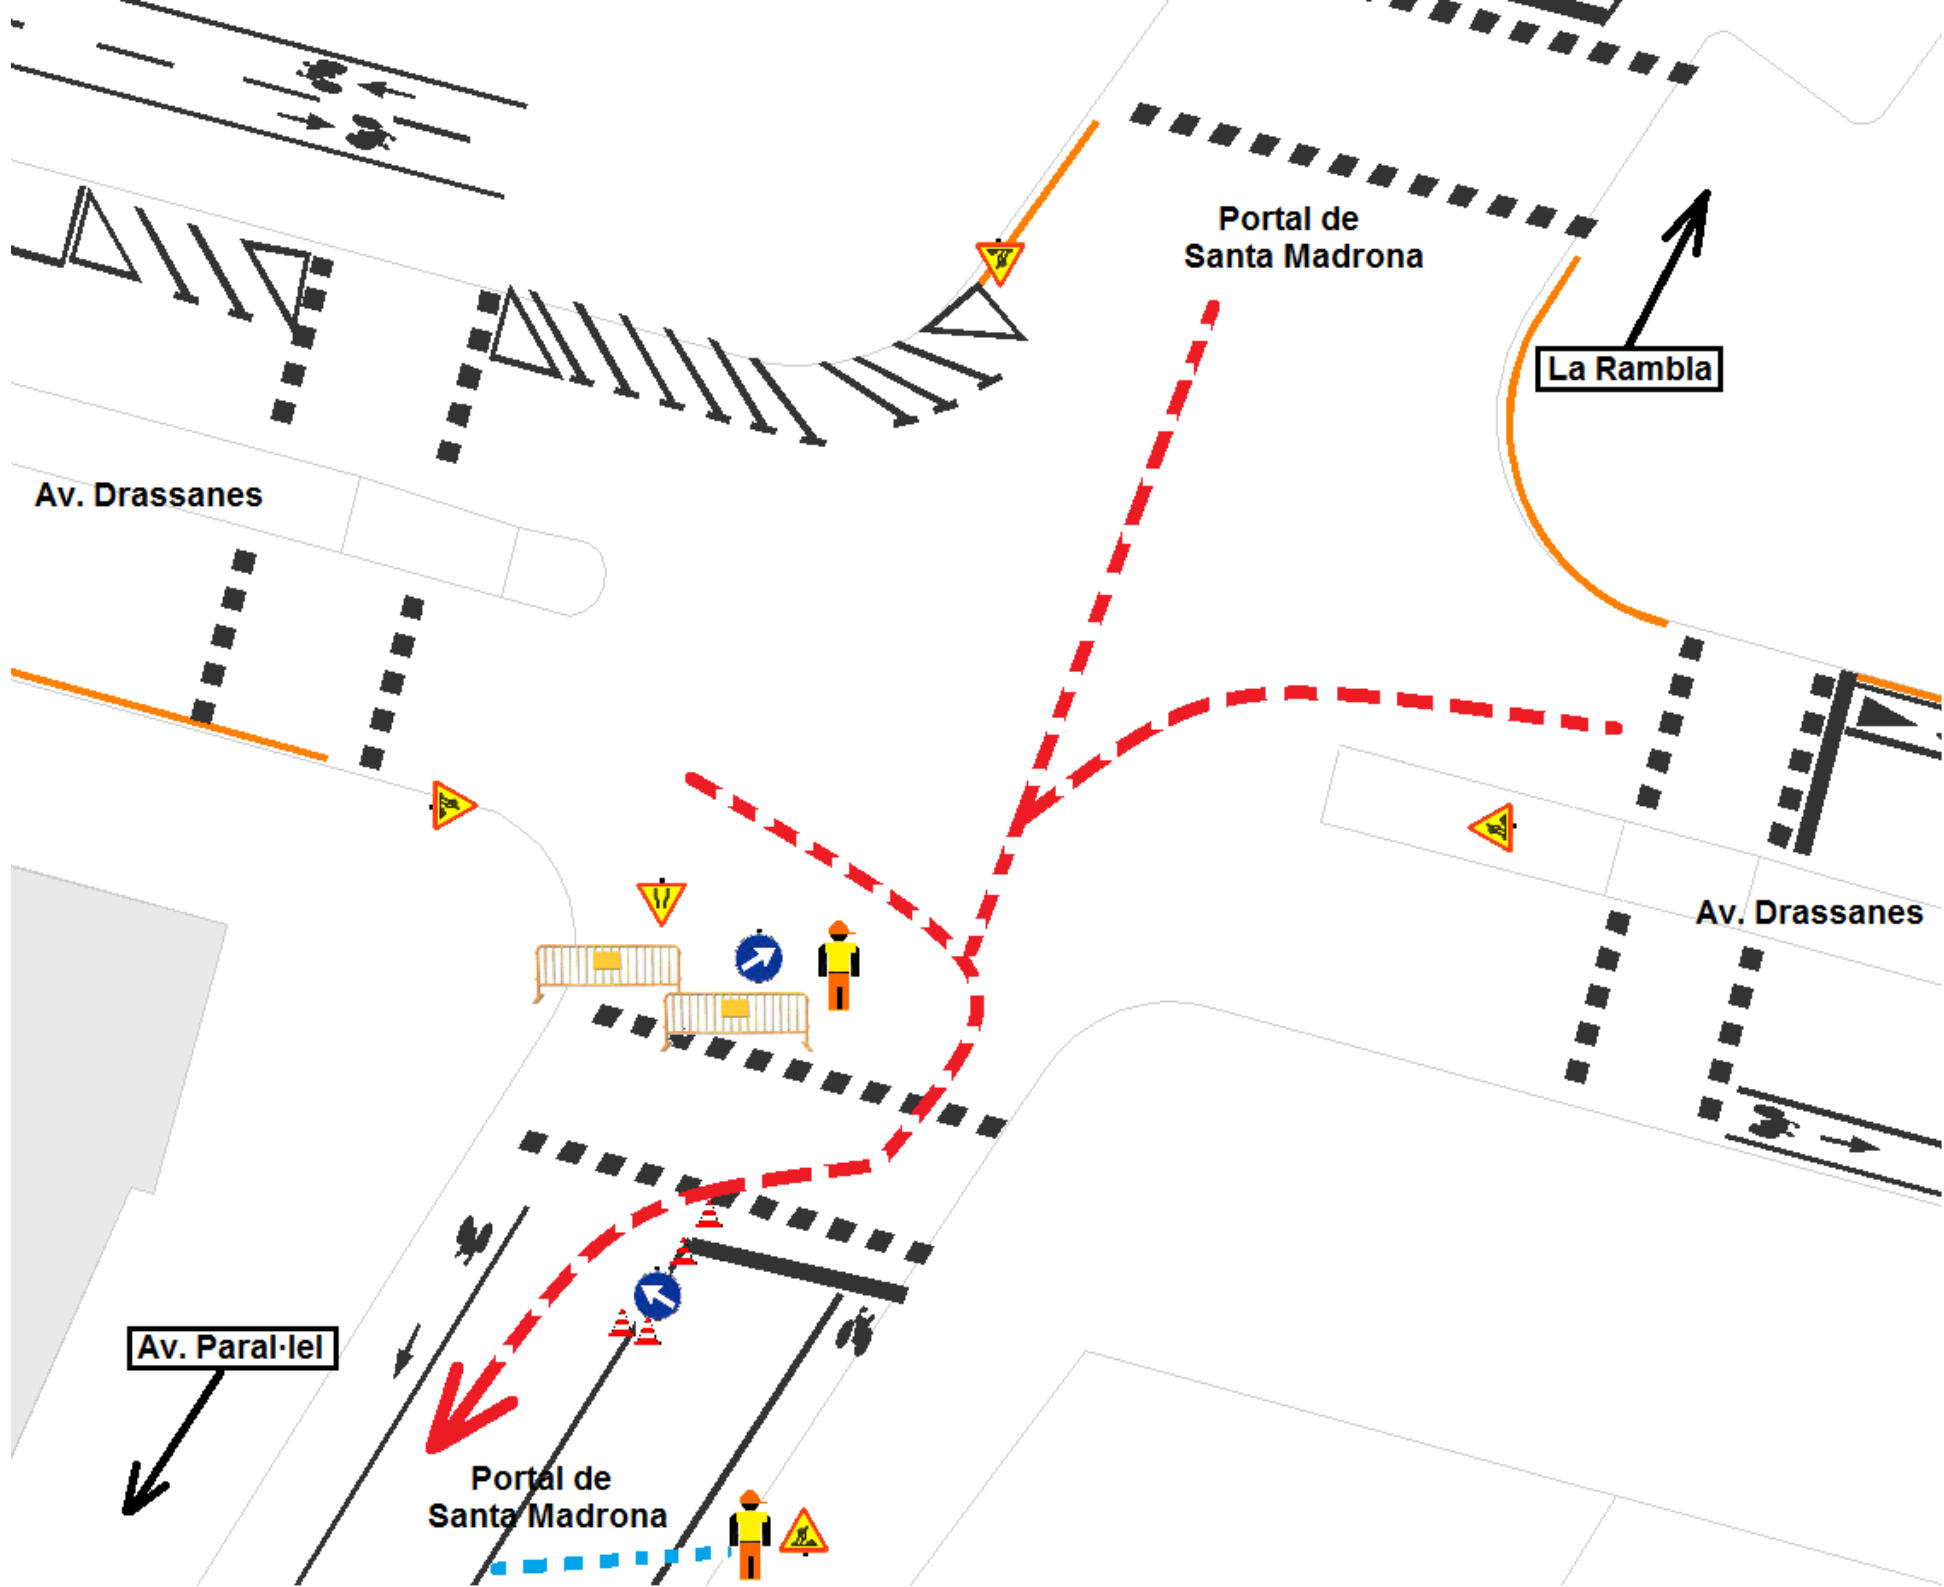 Portal de
Santa Madrona
La Rambla
Av. Drassanes
Av. Drassanes
Av. Paral·lel
Portal de
Santa Madrona